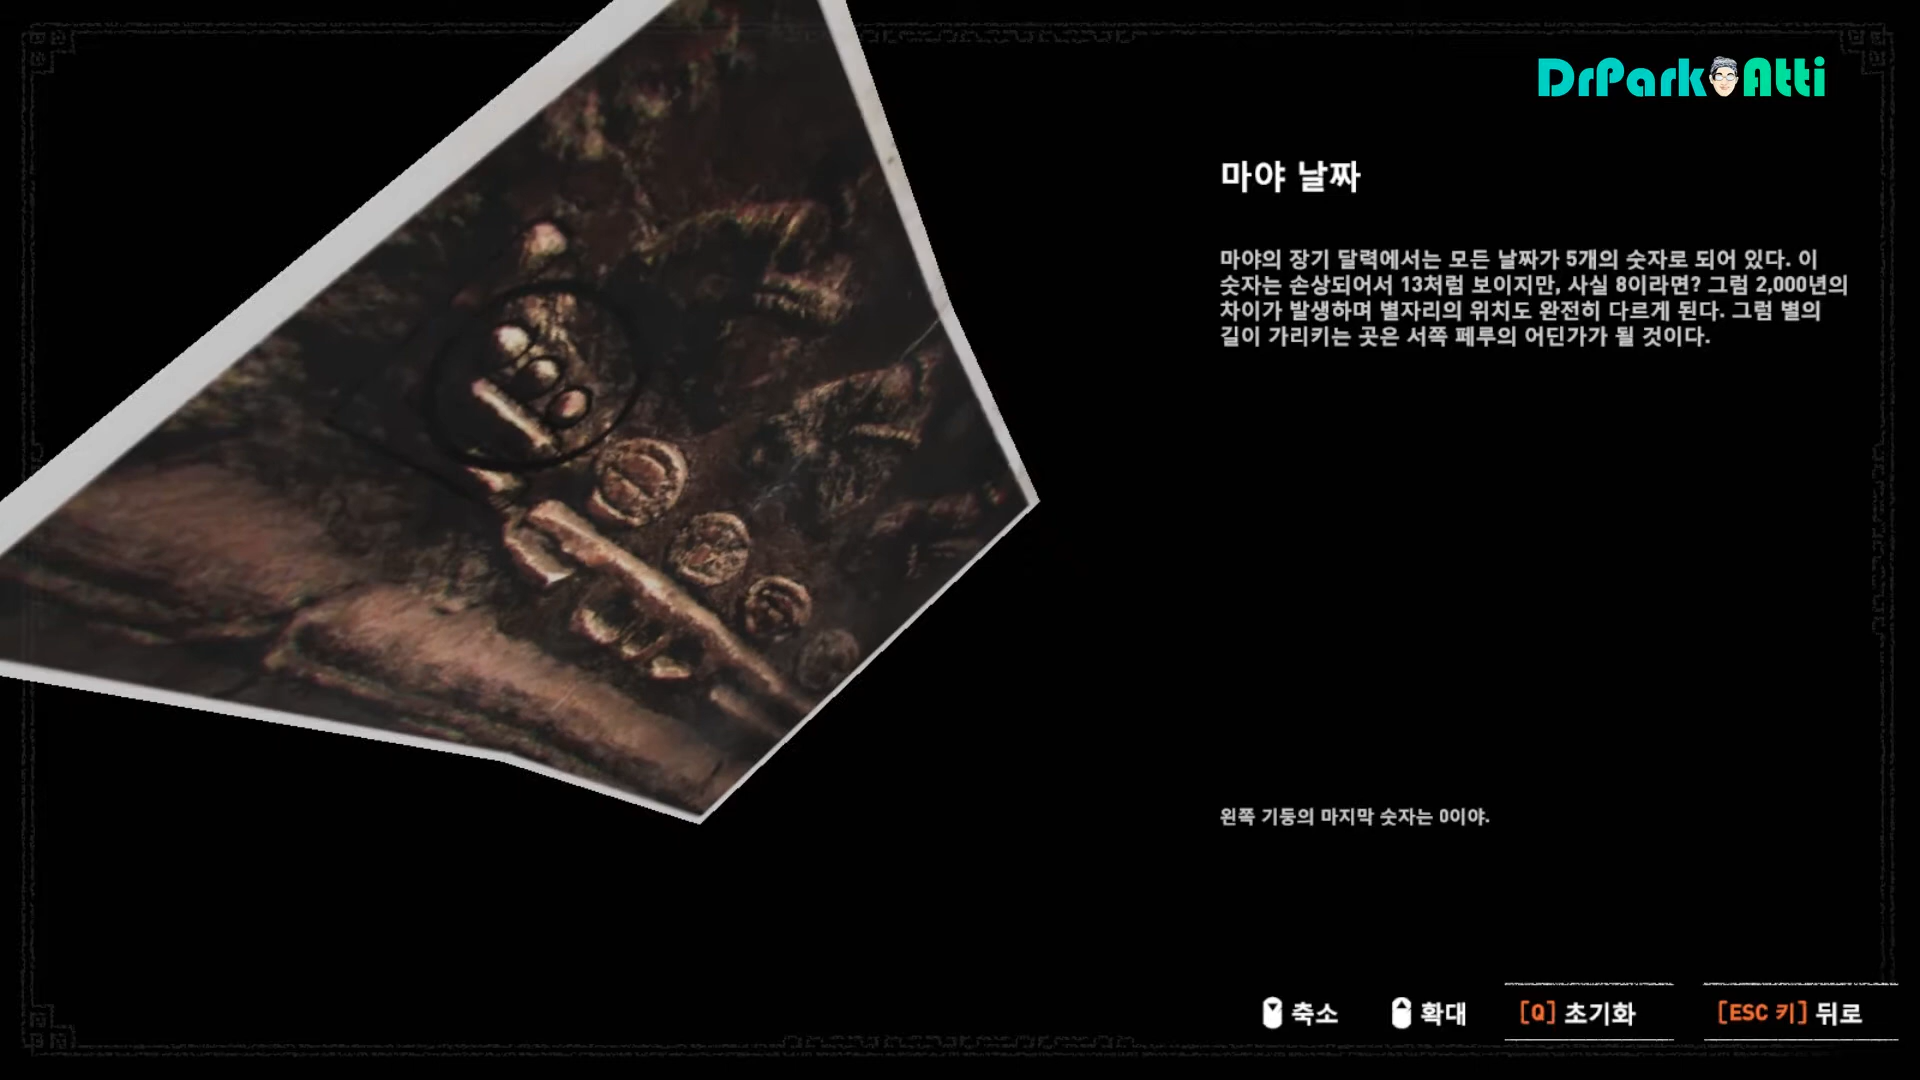 DrPark Atti
마야 날짜
마야의 장기 달력에서는 모든 날짜가 5개의 숫자로 되어 있다. 이
숫자는 손상되어서 13처럼 보이지만, 사실 8이라면? 그럼 2,000년의
차이가 발생하며 별자리의 위치도 완전히 다르게 된다. 그럼 별의
길이 가리키는 곳은 서쪽 페루의 어딘가가 될 것이다.
왼쪽 기둥의 마지막 숫자는 0이야.
축소 확대 [Q] 초기화 [ESC 키] 뒤로